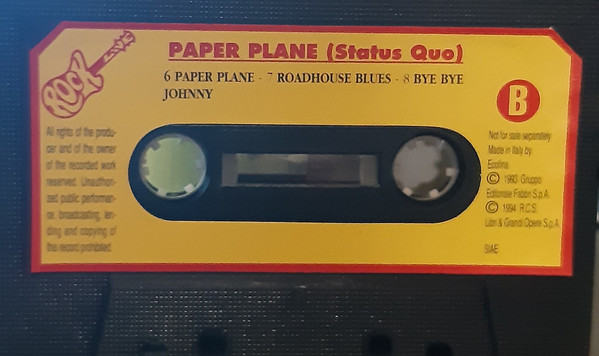 ROCK
PAPER PLANE (Status Quo)
6 PAPER PLANE - 7 ROADHOUSE BLUES - 8 BYE BYE
JOHNNY
B
All rights of the produ-
cer and of the owner
of the recorded work
reserved. Unauthori-
zed public performan-
ce, broadcasting, len-
ding and copying of
this record prohibited
Not for sale separately
Made in Italy by
Ecofina
© 1993 Gruppo
Editoriale Fabbri S.p.A.
© 1994 R.C.S.
Libri & Grandi Opere S.p.A.
SIAE